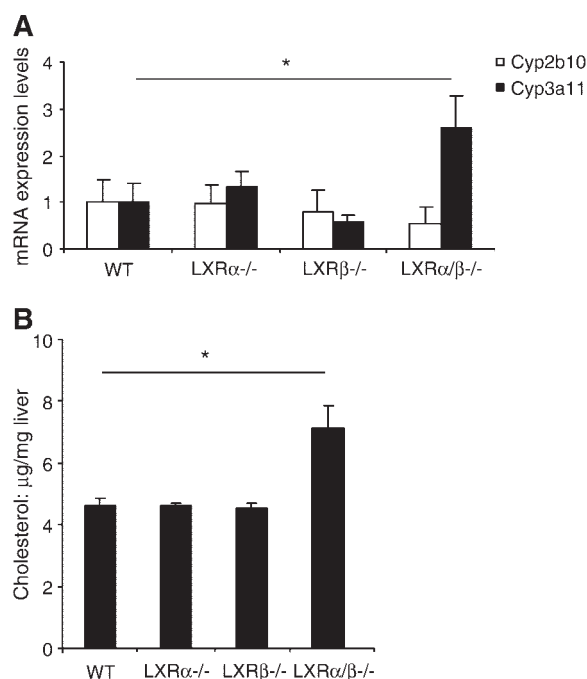 A
mRNA expression levels
4
3
2
1
0
*
Cyp2b10
Cyp3a11
WT LXRα-/- LXRβ-/- LXRα/β-/-
B
Cholesterol: μg/mg liver
10
8
6
4
2
0
*
WT LXRα-/- LXRβ-/- LXRα/β-/-